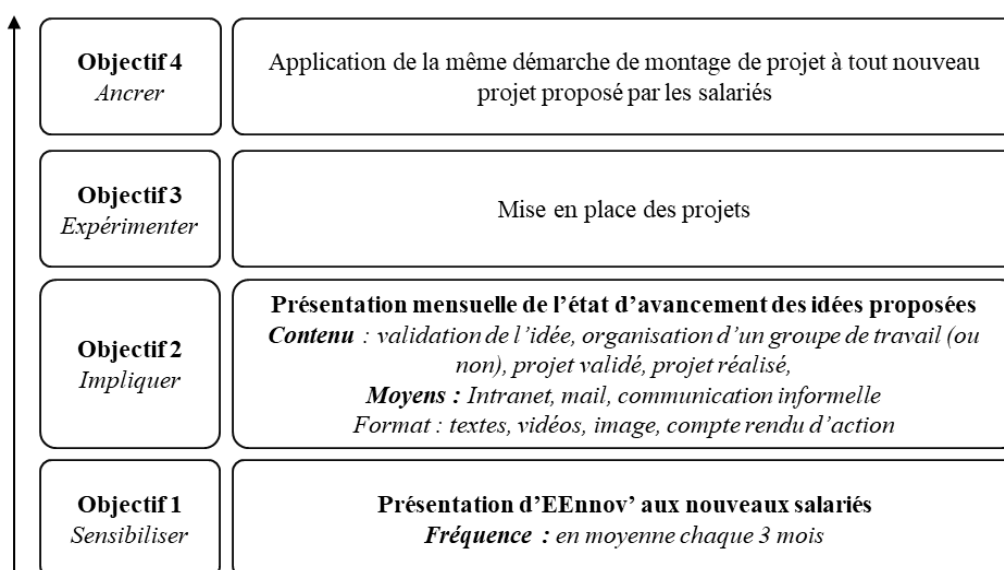 Objectif 4
Ancrer
Application de la même démarche de montage de projet à tout nouveau
projet proposé par les salariés
Objectif 3
Expérimenter
Mise en place des projets
Objectif 2
Impliquer
Présentation mensuelle de l’état d’avancement des idées proposées
Contenu : validation de l’idée, organisation d’un groupe de travail (ou
non), projet validé, projet réalisé,
Moyens : Intranet, mail, communication informelle
Format : textes, vidéos, image, compte rendu d’action
Objectif 1
Sensibiliser
Présentation d’EEnnov’ aux nouveaux salariés
Fréquence : en moyenne chaque 3 mois